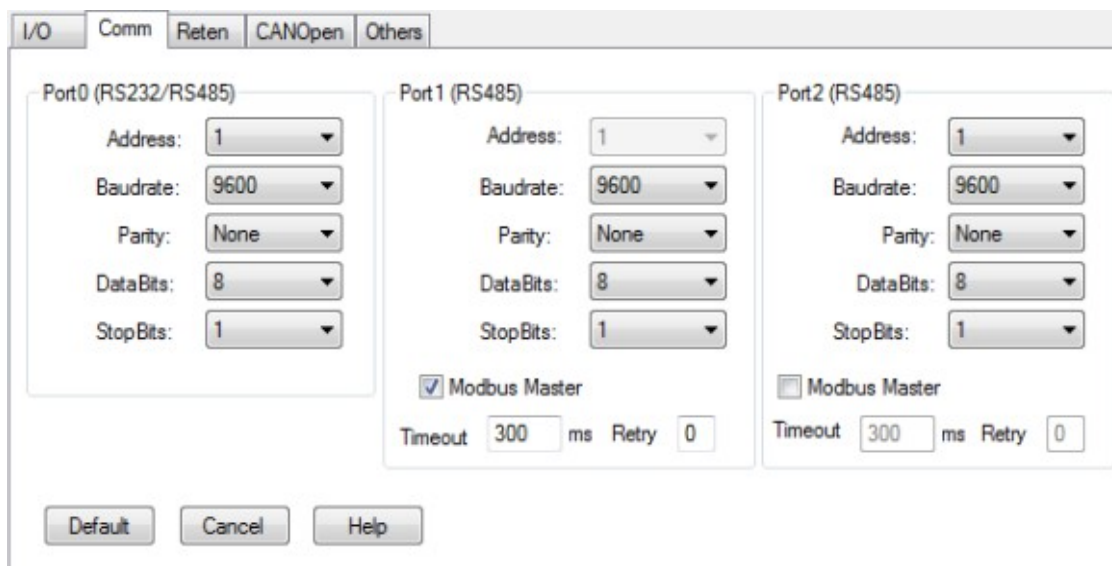 I/O Comm Reten CANOpen Others
Port0 (RS232/RS485)
Address: 1
Baudrate: 9600
Parity: None
DataBits: 8
StopBits: 1
Port1 (RS485)
Address: 1
Baudrate: 9600
Parity: None
DataBits: 8
StopBits: 1
Modbus Master
Timeout 300 ms Retry 0
Port2 (RS485)
Address: 1
Baudrate: 9600
Parity: None
DataBits: 8
StopBits: 1
Modbus Master
Timeout 300 ms Retry 0
Default Cancel Help